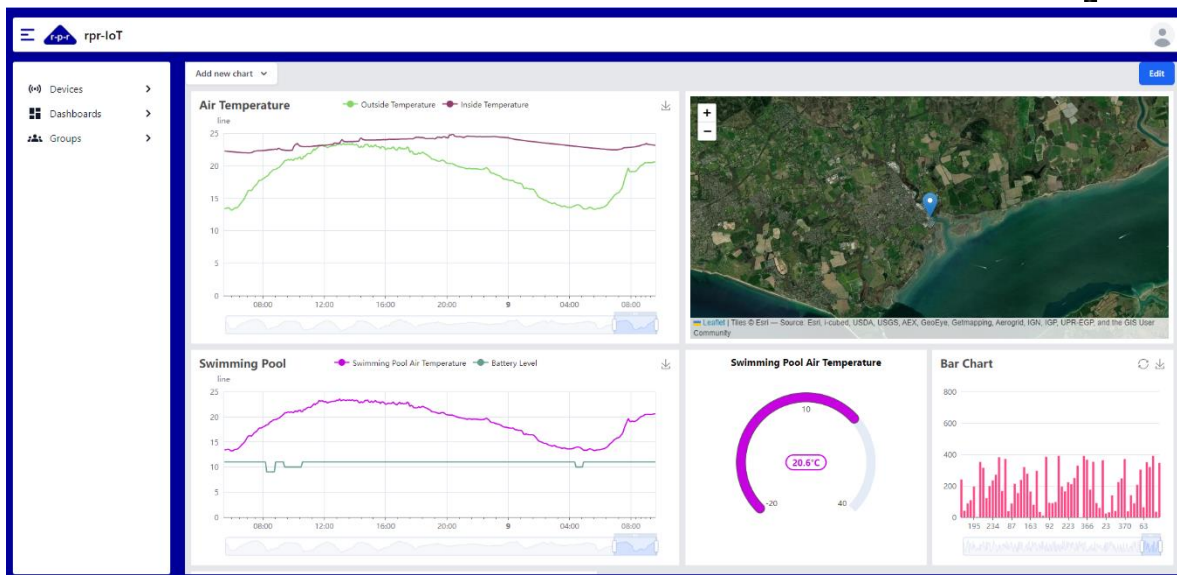 r-p-r rpr-IoT
Devices
Dashboards
Groups
Add new chart
Edit
Air Temperature
Outside Temperature Inside Temperature
line
25
20
15
10
5
0
08:00 12:00 16:00 20:00 9 04:00 08:00
+
−
Leaflet | Tiles © Esri — Source: Esri, i-cubed, USDA, USGS, AEX, GeoEye, Getmapping, Aerogrid, IGN, IGP, UPR-EGP, and the GIS User
Community
Swimming Pool
Swimming Pool Air Temperature Battery Level
line
25
20
15
10
5
0
08:00 12:00 16:00 20:00 9 04:00 08:00
Swimming Pool Air Temperature
10
20.6°C
-20 40
Bar Chart
800
600
400
200
0
195 234 87 163 92 223 366 23 370 63